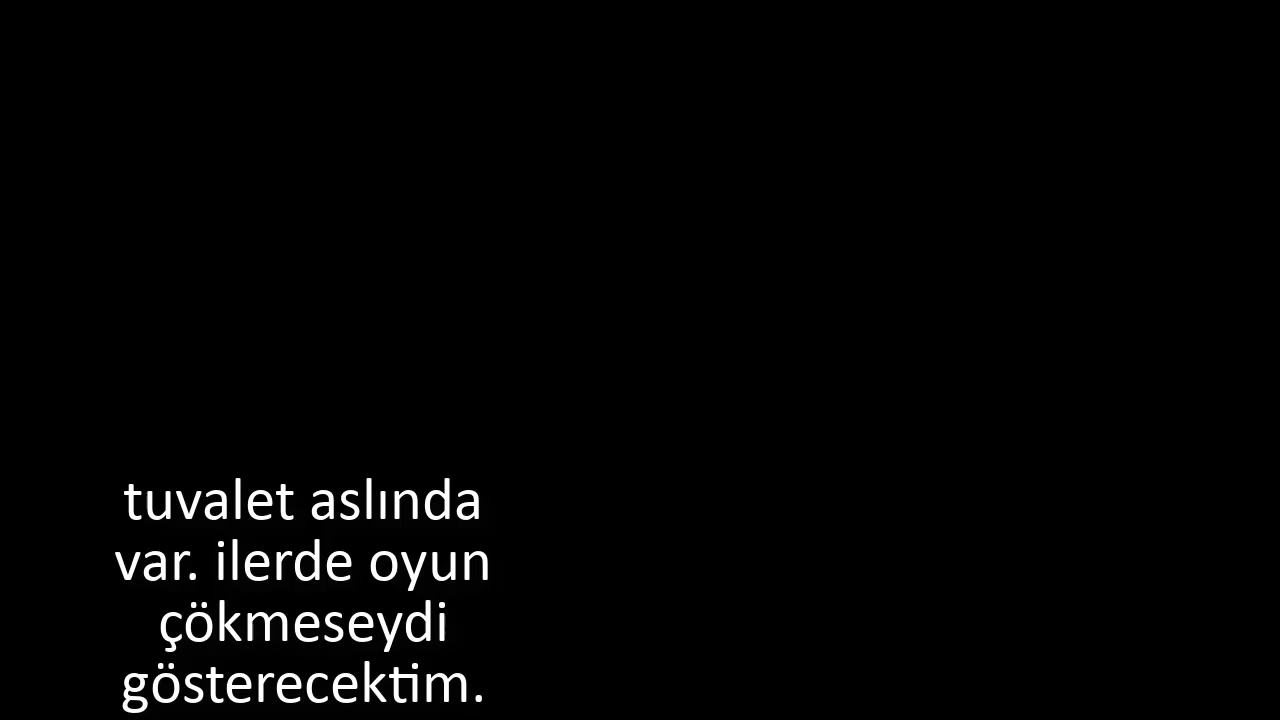 tuvalet aslında
var. ilerde oyun
çökmeseydi
gösterecektim.